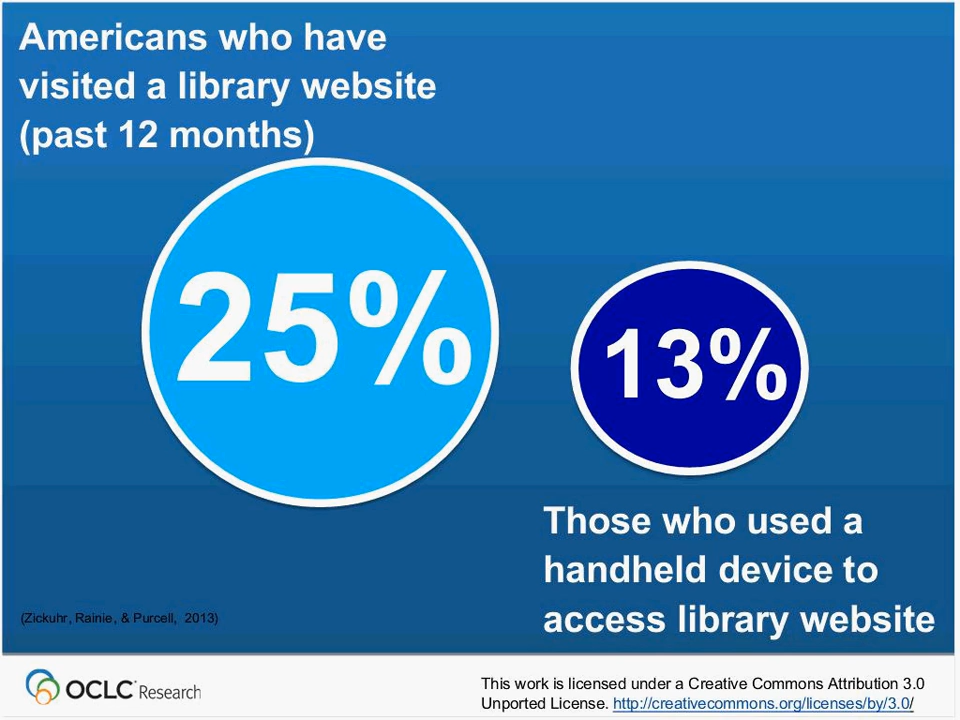 Americans who have
visited a library website
(past 12 months)
25%
13%
Those who used a
handheld device to
access library website
(Zickuhr, Rainie, & Purcell, 2013)
OCLC Research
This work is licensed under a Creative Commons Attribution 3.0
Unported License. http://creativecommons.org/licenses/by/3.0/